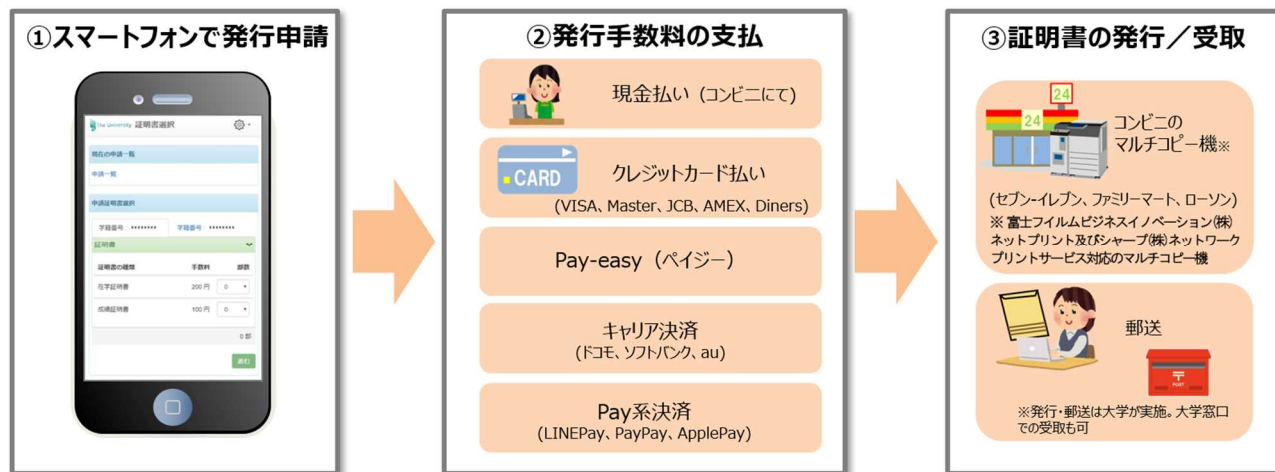 ①スマートフォンで発行申請
The University 証明書選択
現在の申請一覧
申請一覧
申請証明書選択
学籍番号：******** 学籍番号：********
証明書
証明書の種類 手数料 部数
在学証明書 200 円 0
成績証明書 100 円 0
0 部
進む
②発行手数料の支払
現金払い (コンビニにて)
CARD
クレジットカード払い
(VISA、Master、JCB、AMEX、Diners)
Pay-easy（ペイジー）
キャリア決済
(ドコモ、ソフトバンク、au)
Pay系決済
(LINEPay、PayPay、ApplePay)
③証明書の発行／受取
24
24
コンビニの
マルチコピー機※
(セブン-イレブン、ファミリーマート、ローソン)
※ 富士フイルムビジネスイノベーション(株)
ネットプリント及びシャープ(株)ネットワーク
プリントサービス対応のマルチコピー機
郵送
〒
POST
※発行・郵送は大学が実施。大学窓口
での受取も可